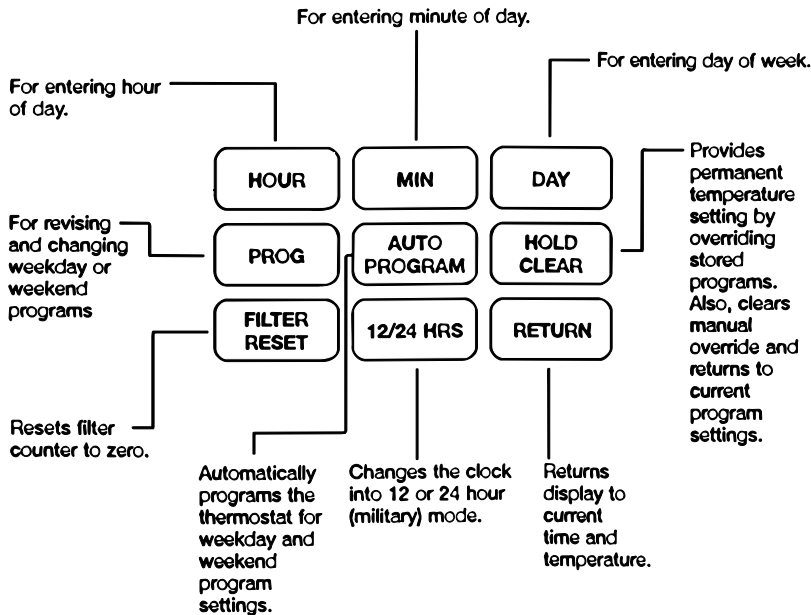 For entering minute of day.
For entering day of week.
For entering hour
of day.
HOUR
MIN
DAY
Provides
permanent
temperature
setting by
overriding
stored
programs.
Also, clears
manual
override and
returns to
current
program
settings.
For revising
and changing
weekday or
weekend
programs
PROG
AUTO
PROGRAM
HOLD
CLEAR
FILTER
RESET
12/24 HRS
RETURN
Resets filter
counter to zero.
Automatically
programs the
thermostat for
weekday and
weekend
program
settings.
Changes the clock
into 12 or 24 hour
(military) mode.
Returns
display to
current
time and
temperature.